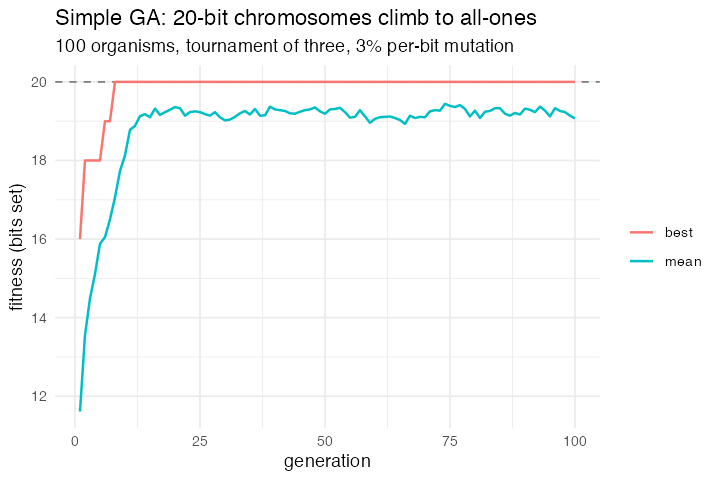 Simple GA: 20-bit chromosomes climb to all-ones
100 organisms, tournament of three, 3% per-bit mutation
20
18
16
14
12
fitness (bits set)
0
25
50
75
100
generation
best
mean